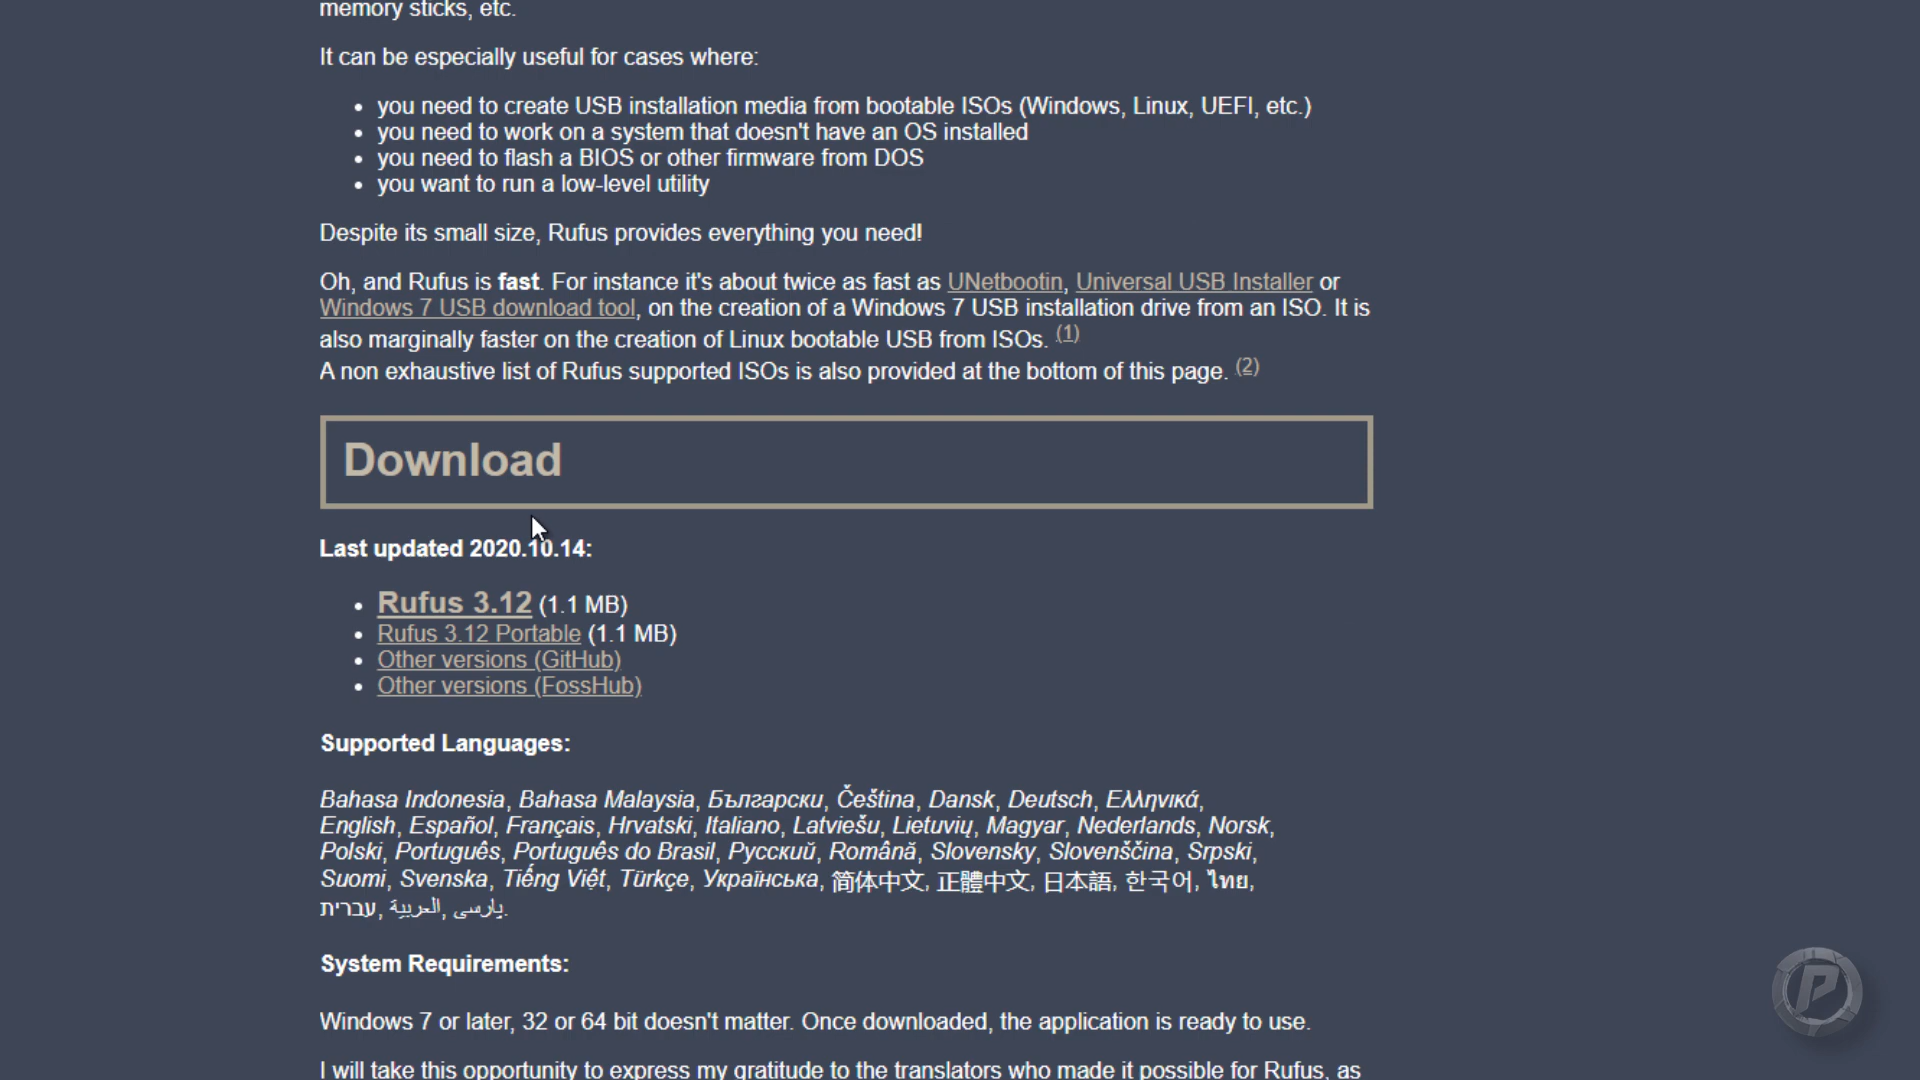 memory sticks, etc.
It can be especially useful for cases where:
• you need to create USB installation media from bootable ISOs (Windows, Linux, UEFI, etc.)
• you need to work on a system that doesn't have an OS installed
• you need to flash a BIOS or other firmware from DOS
• you want to run a low-level utility
Despite its small size, Rufus provides everything you need!
Oh, and Rufus is fast. For instance it's about twice as fast as UNetbootin, Universal USB Installer or
Windows 7 USB download tool, on the creation of a Windows 7 USB installation drive from an ISO. It is
also marginally faster on the creation of Linux bootable USB from ISOs. (1)
A non exhaustive list of Rufus supported ISOs is also provided at the bottom of this page. (2)
Download
Last updated 2020.10.14:
• Rufus 3.12 (1.1 MB)
• Rufus 3.12 Portable (1.1 MB)
• Other versions (GitHub)
• Other versions (FossHub)
Supported Languages:
Bahasa Indonesia, Bahasa Malaysia, Български, Čeština, Dansk, Deutsch, Ελληνικά,
English, Español, Français, Hrvatski, Italiano, Latviešu, Lietuvių, Magyar, Nederlands, Norsk,
Polski, Português, Português do Brasil, Русский, Română, Slovensky, Slovenščina, Srpski,
Suomi, Svenska, Tiếng Việt, Türkçe, Українська, 简体中文, 正體中文, 日本語, 한국어, ไทย,
עברית, العربية, پارسی.
System Requirements:
Windows 7 or later, 32 or 64 bit doesn't matter. Once downloaded, the application is ready to use.
I will take this opportunity to express my gratitude to the translators who made it possible for Rufus, as
P